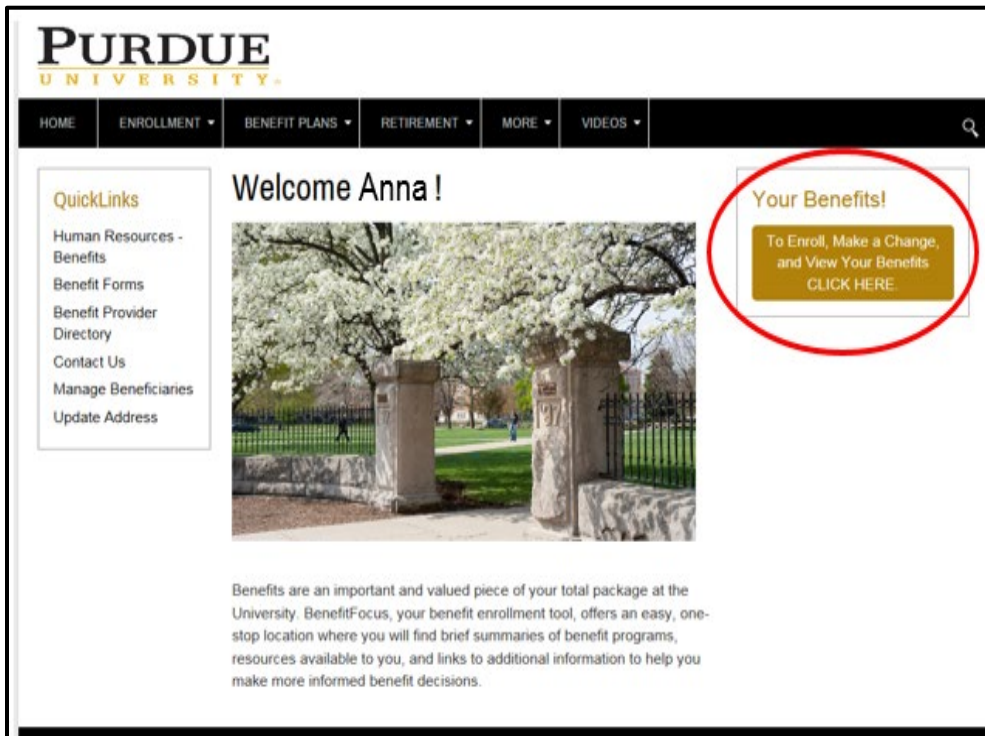 PURDUE
UNIVERSITY
HOME ENROLLMENT BENEFIT PLANS RETIREMENT MORE VIDEOS
QuickLinks
Human Resources -
Benefits
Benefit Forms
Benefit Provider
Directory
Contact Us
Manage Beneficiaries
Update Address
Welcome Anna !
Benefits are an important and valued piece of your total package at the
University. BenefitFocus, your benefit enrollment tool, offers an easy, one-
stop location where you will find brief summaries of benefit programs,
resources available to you, and links to additional information to help you
make more informed benefit decisions.
Your Benefits!
To Enroll, Make a Change,
and View Your Benefits
CLICK HERE.